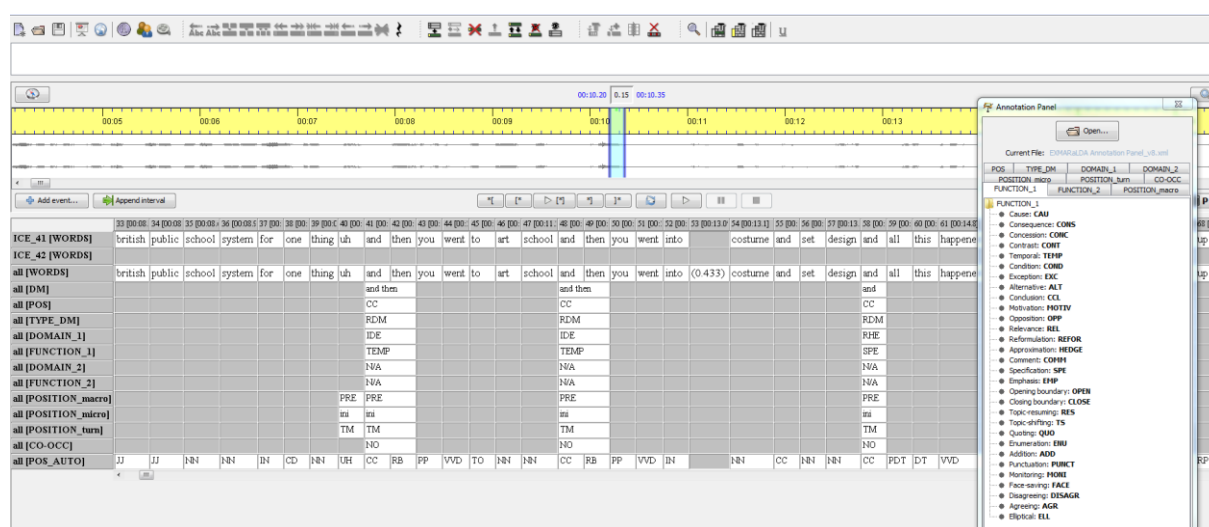 00:10.20 0.15 00:10.35
00:05 00:06 00:07 00:08 00:09 00:10 00:11 00:12 00:13
Add event... Append interval
ICE_41 [WORDS] british public school system for one thing uh and then you went to art school and then you went into costume and set design and all this happene up
ICE_42 [WORDS]
all [WORDS] british public school system for one thing uh and then you went to art school and then you went into (0.433) costume and set design and all this happene up
all [DM] and then and then and
all [POS] CC CC CC
all [TYPE_DM] RDM RDM RDM
all [DOMAIN_1] IDE IDE RHE
all [FUNCTION_1] TEMP TEMP SPE
all [DOMAIN_2] N/A N/A N/A
all [FUNCTION_2] N/A N/A N/A
all [POSITION_macro] PRE PRE PRE PRE
all [POSITION_micro] ini ini ini ini
all [POSITION_turn] TM TM TM TM
all [CO-OCC] NO NO NO
all [POS_AUTO] JJ JJ NN NN IN CD NN UH CC RB PP VVD TO NN NN CC RB PP VVD IN NN CC NN NN CC PDT DT VVD RP
Annotation Panel
Open...
Current File: EXMARaLDA Annotation Panel_v8.xml
POS TYPE_DM DOMAIN_1 DOMAIN_2
POSITION_micro POSITION_turn CO-OCC
FUNCTION_1 FUNCTION_2 POSITION_macro
FUNCTION_1
Cause: CAU
Consequence: CONS
Concession: CONC
Contrast: CONT
Temporal: TEMP
Condition: COND
Exception: EXC
Alternative: ALT
Conclusion: CCL
Motivation: MOTIV
Opposition: OPP
Relevance: REL
Reformulation: REFOR
Approximation: HEDGE
Comment: COMM
Specification: SPE
Emphasis: EMP
Opening boundary: OPEN
Closing boundary: CLOSE
Topic-resuming: RES
Topic-shifting: TS
Quoting: QUO
Enumeration: ENU
Addition: ADD
Punctuation: PUNCT
Monitoring: MONI
Face-saving: FACE
Disagreeing: DISAGR
Agreeing: AGR
Elliptical: ELL